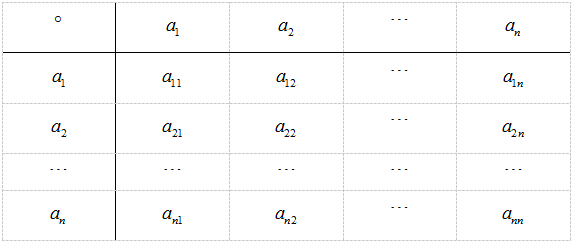 ∘ a₁ a₂ ··· aₙ
a₁ a₁₁ a₁₂ ··· a₁ₙ
a₂ a₂₁ a₂₂ ··· a₂ₙ
··· ··· ··· ··· ···
aₙ aₙ₁ aₙ₂ ··· aₙₙ